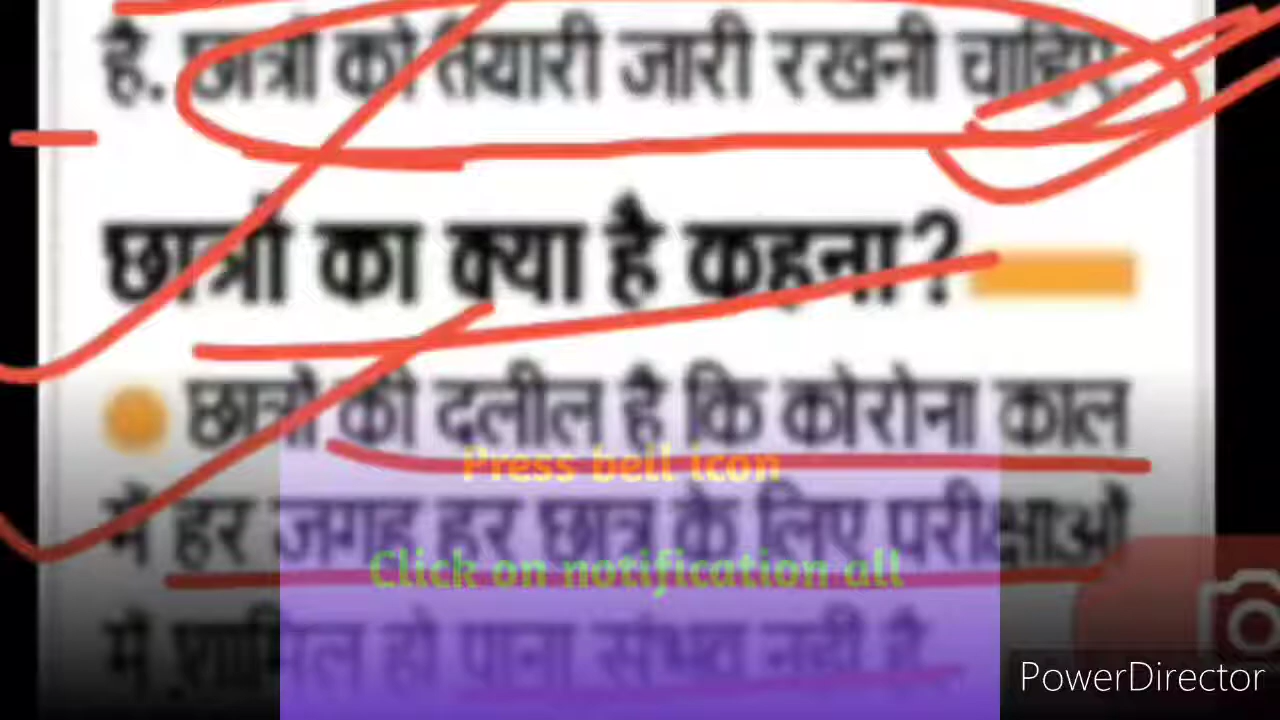 है. छात्रों को तैयारी जारी रखनी चाहिए.
छात्रों का क्या है कहना?
छात्रों की दलील है कि कोरोना काल
Press bell icon
में हर जगह हर छात्र के लिए परीक्षाओं
Click on notification all
में शामिल हो पाना संभव नहीं है.
PowerDirector